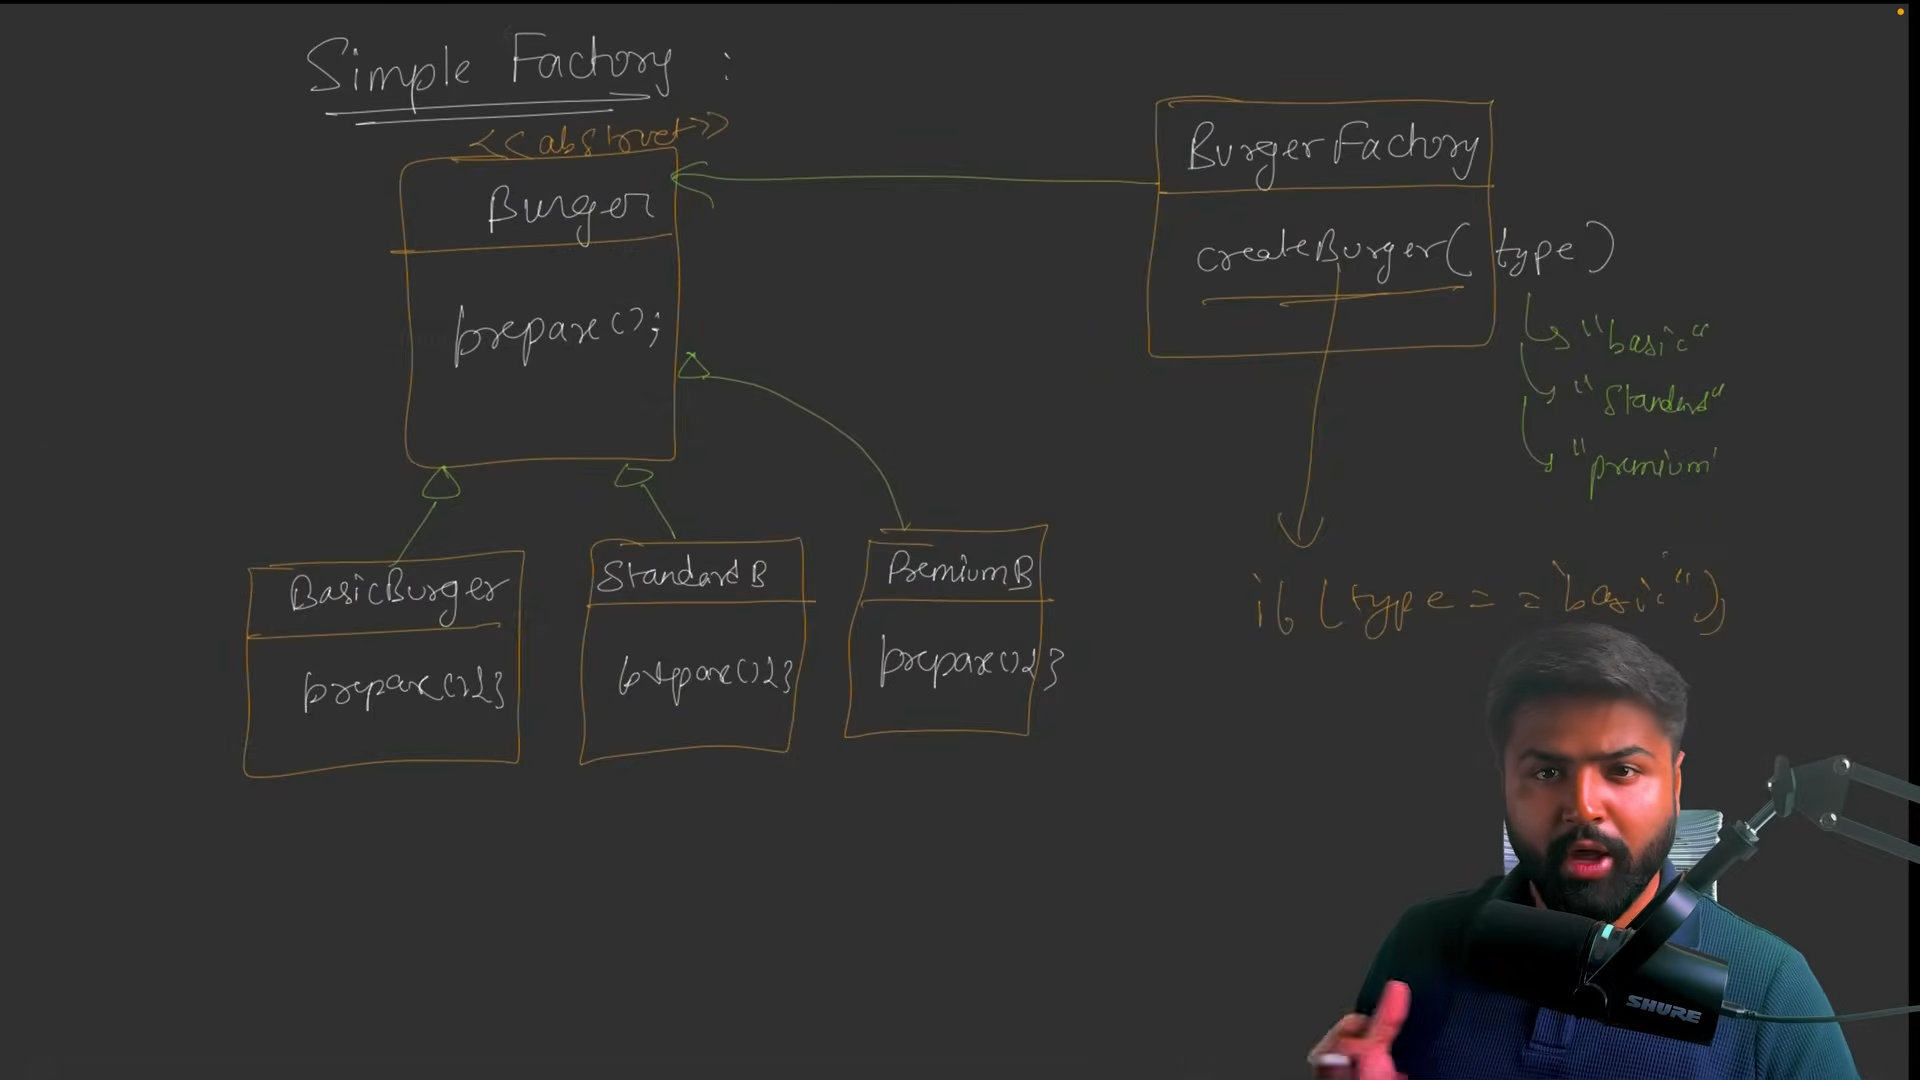 Simple Factory :
<<abstract>>
Burger
prepare();
BurgerFactory
createBurger( type )
"basic"
"Standard"
"premium"
if (type == "basic")
BasicBurger
prepare(){}
StandardB
prepare(){}
PremiumB
prepare(){}
SHURE